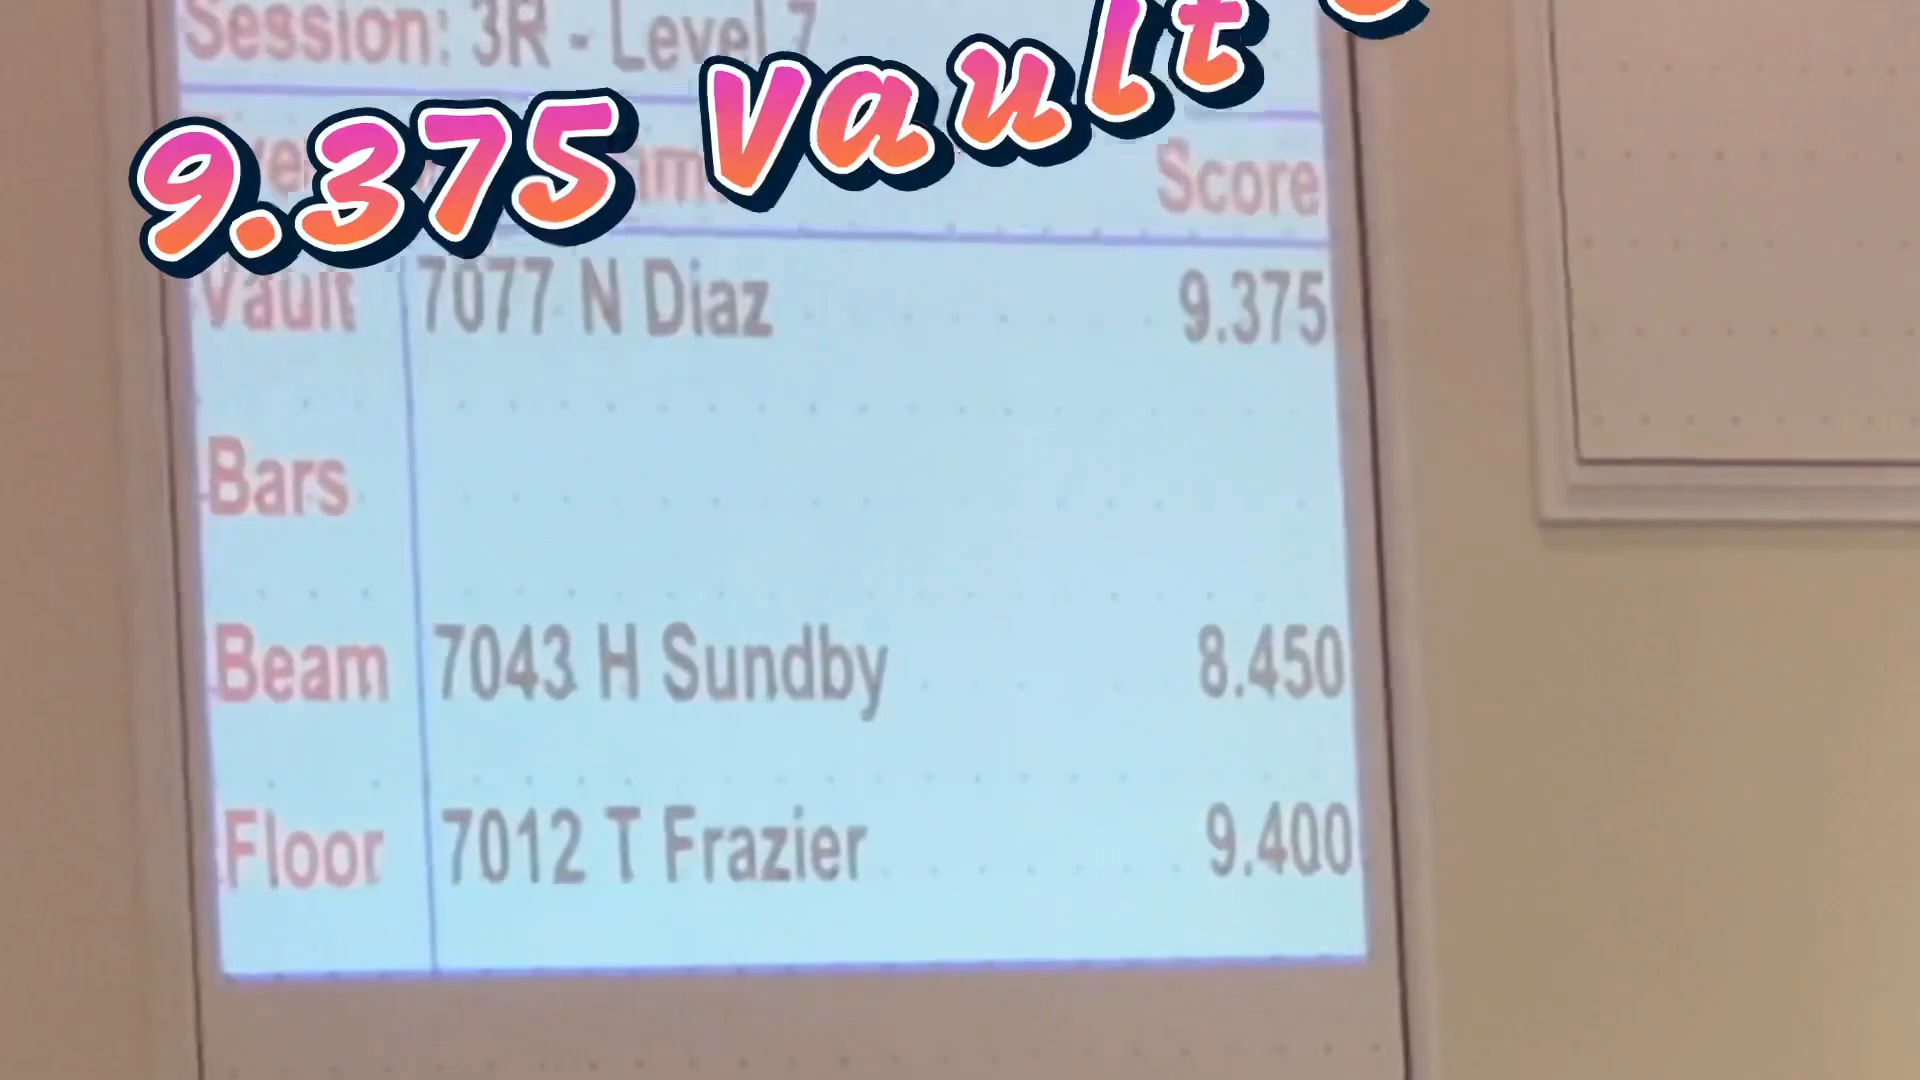 Session: 3R - Level 7
9.375 Vault
Score
Vault 7077 N Diaz 9.375
Bars
Beam 7043 H Sundby 8.450
Floor 7012 T Frazier 9.400